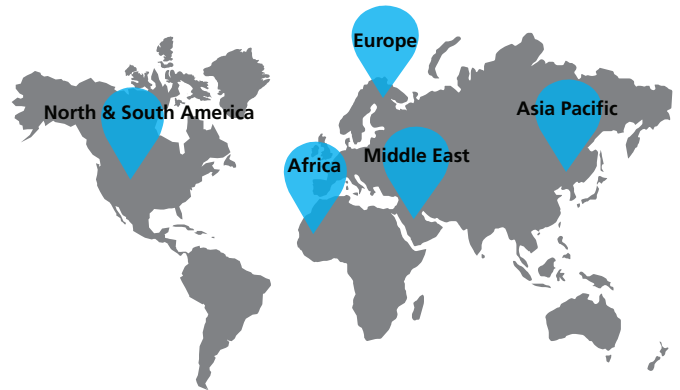 Europe
North & South America
Asia Pacific
Africa
Middle East